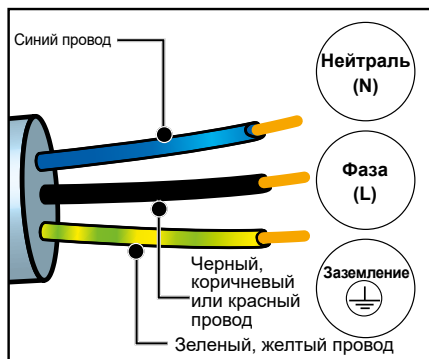 Синий провод
Нейтраль
(N)
Фаза
(L)
Заземление
Черный,
коричневый
или красный
провод
Зеленый, желтый провод